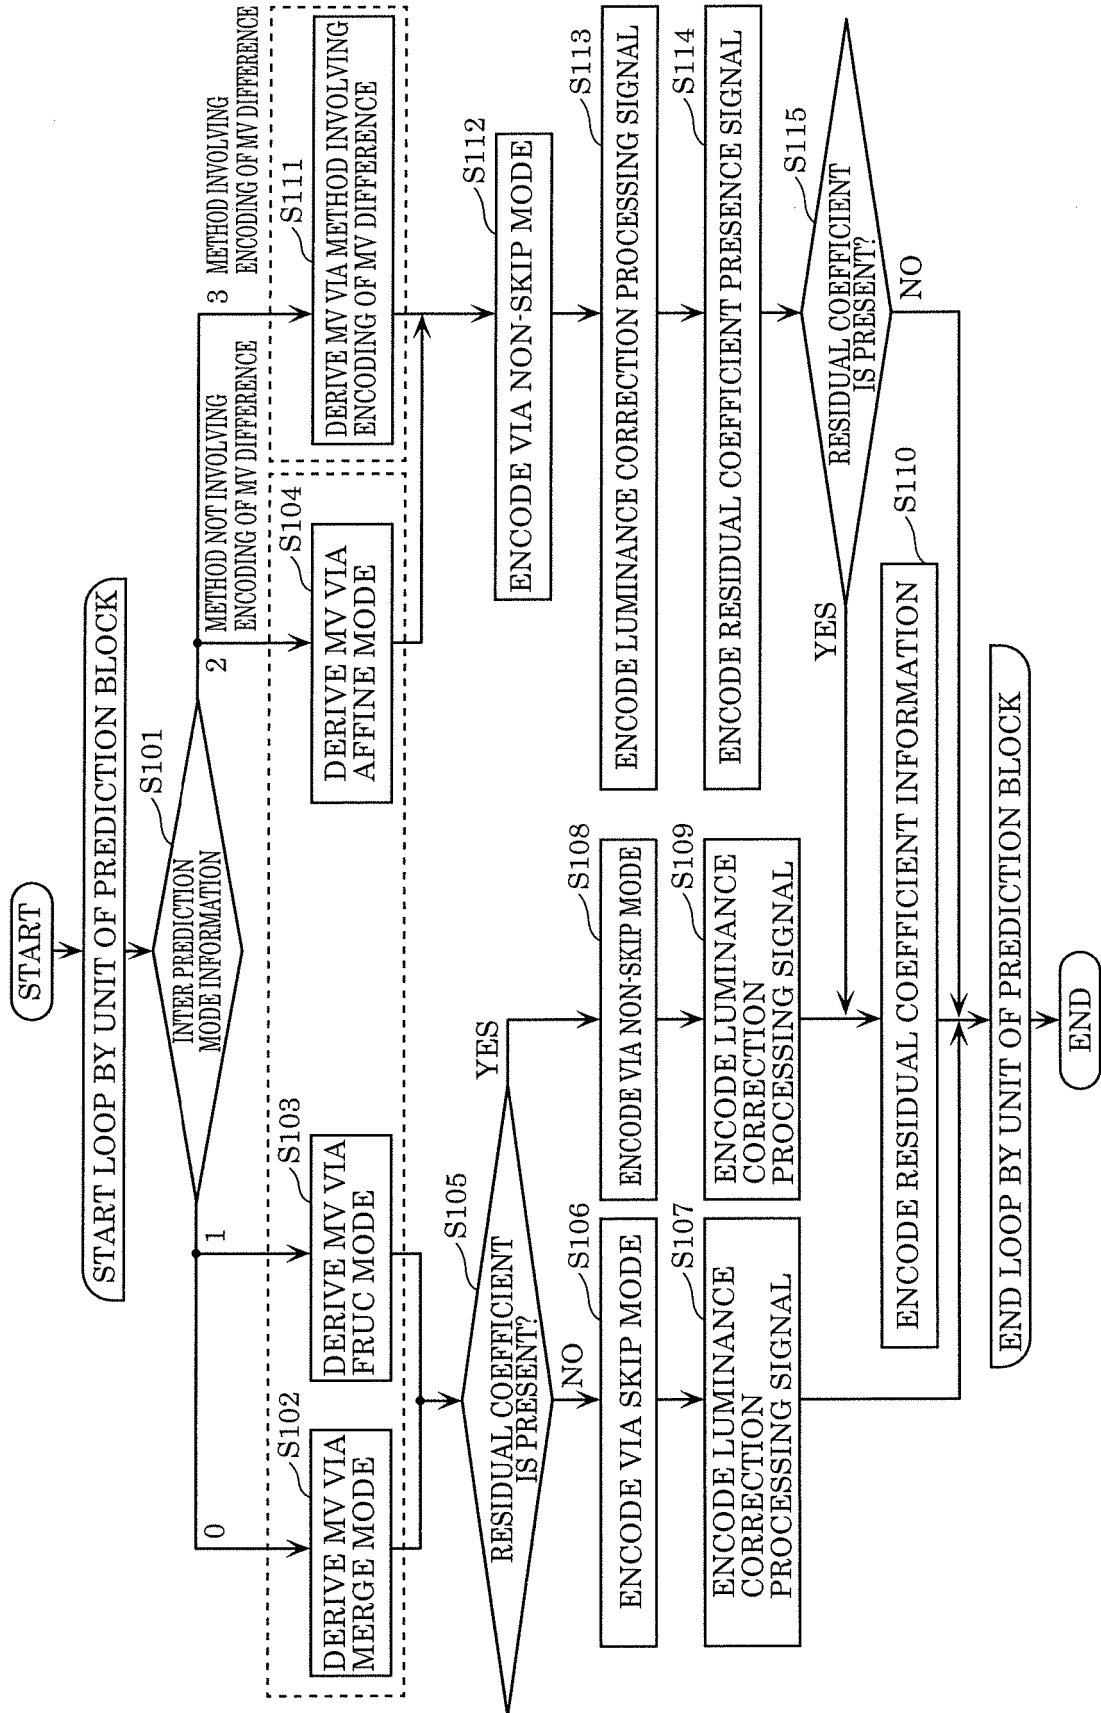 START
START LOOP BY UNIT OF PREDICTION BLOCK
S101
INTER PREDICTION
MODE INFORMATION
0
1
2
METHOD NOT INVOLVING
ENCODING OF MV DIFFERENCE
3
METHOD INVOLVING
ENCODING OF MV DIFFERENCE
S102
DERIVE MV VIA
MERGE MODE
S103
DERIVE MV VIA
FRUC MODE
S104
DERIVE MV VIA
AFFINE MODE
S111
DERIVE MV VIA METHOD INVOLVING
ENCODING OF MV DIFFERENCE
S105
RESIDUAL COEFFICIENT
IS PRESENT?
YES
NO
S106
ENCODE VIA SKIP MODE
S107
ENCODE LUMINANCE
CORRECTION
PROCESSING SIGNAL
S108
ENCODE VIA NON-SKIP MODE
S109
ENCODE LUMINANCE
CORRECTION
PROCESSING SIGNAL
S112
ENCODE VIA NON-SKIP MODE
S113
ENCODE LUMINANCE CORRECTION PROCESSING SIGNAL
S114
ENCODE RESIDUAL COEFFICIENT PRESENCE SIGNAL
S115
RESIDUAL COEFFICIENT
IS PRESENT?
YES
NO
S110
ENCODE RESIDUAL COEFFICIENT INFORMATION
END LOOP BY UNIT OF PREDICTION BLOCK
END